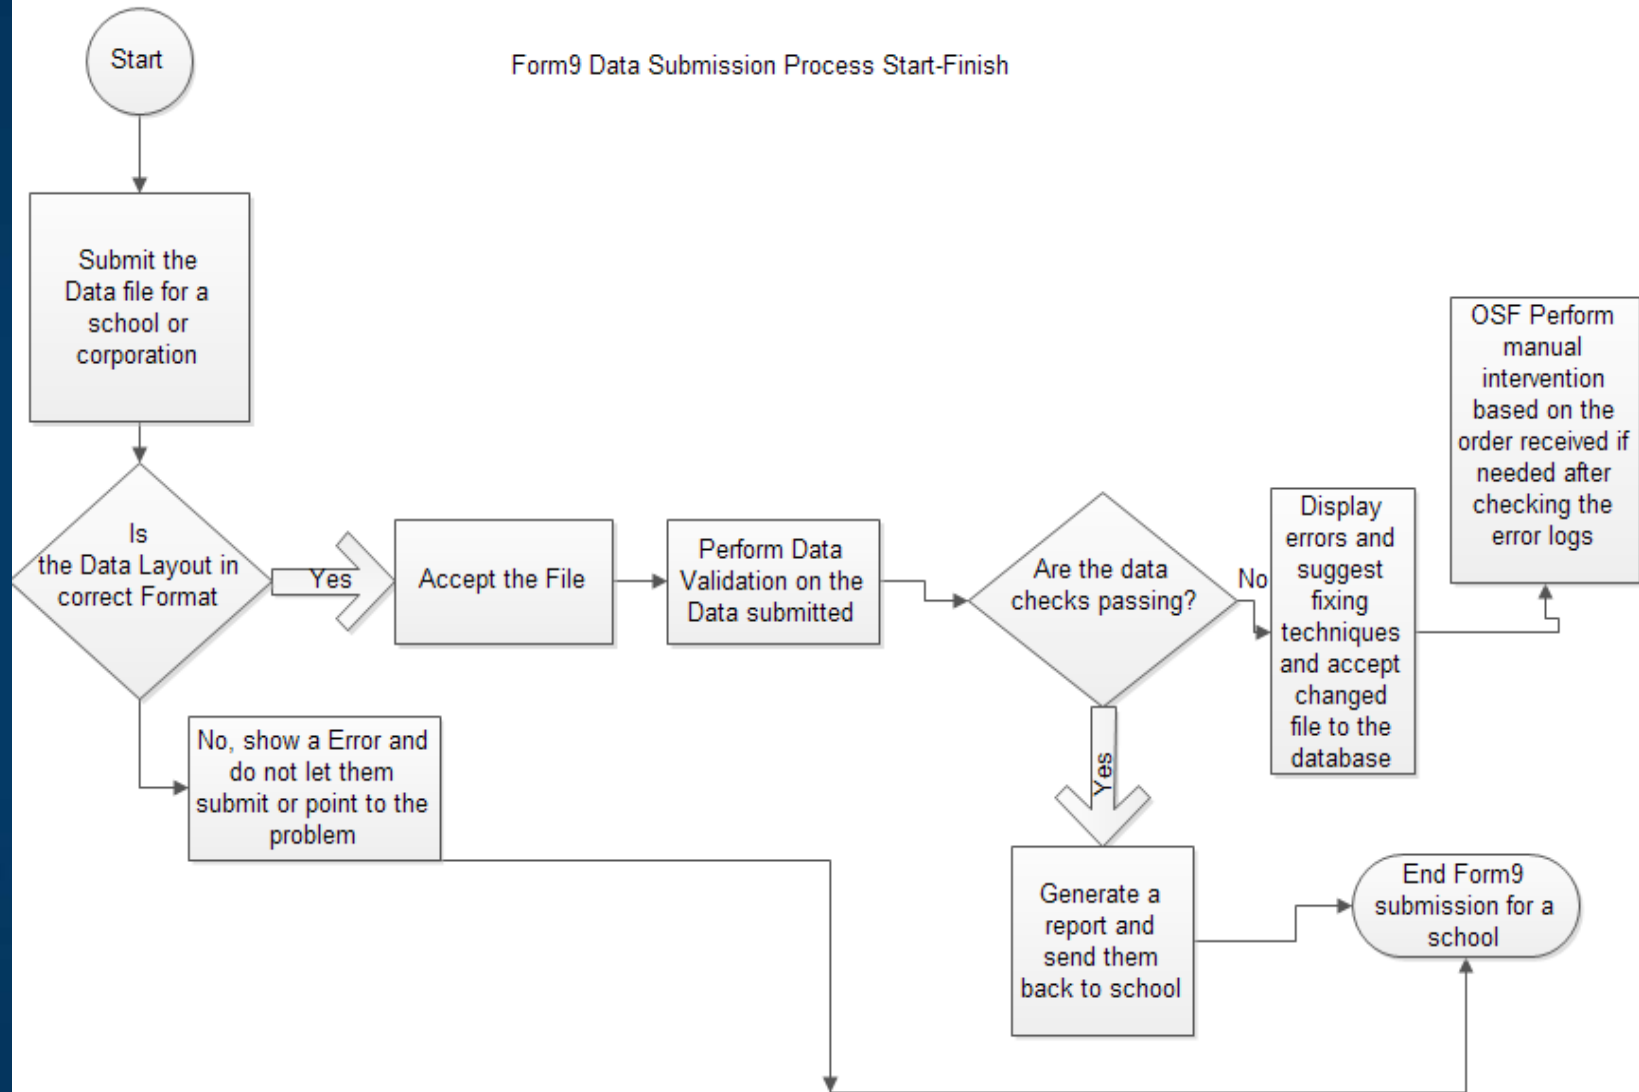 Start
Form9 Data Submission Process Start-Finish
Submit the
Data file for a
school or
corporation
Is
the Data Layout in
correct Format
Yes
Accept the File
Perform Data
Validation on the
Data submitted
Are the data
checks passing?
No
Display
errors and
suggest
fixing
techniques
and accept
changed
file to the
database
OSF Perform
manual
intervention
based on the
order received if
needed after
checking the
error logs
No, show a Error and
do not let them
submit or point to the
problem
Yes
Generate a
report and
send them
back to school
End Form9
submission for a
school